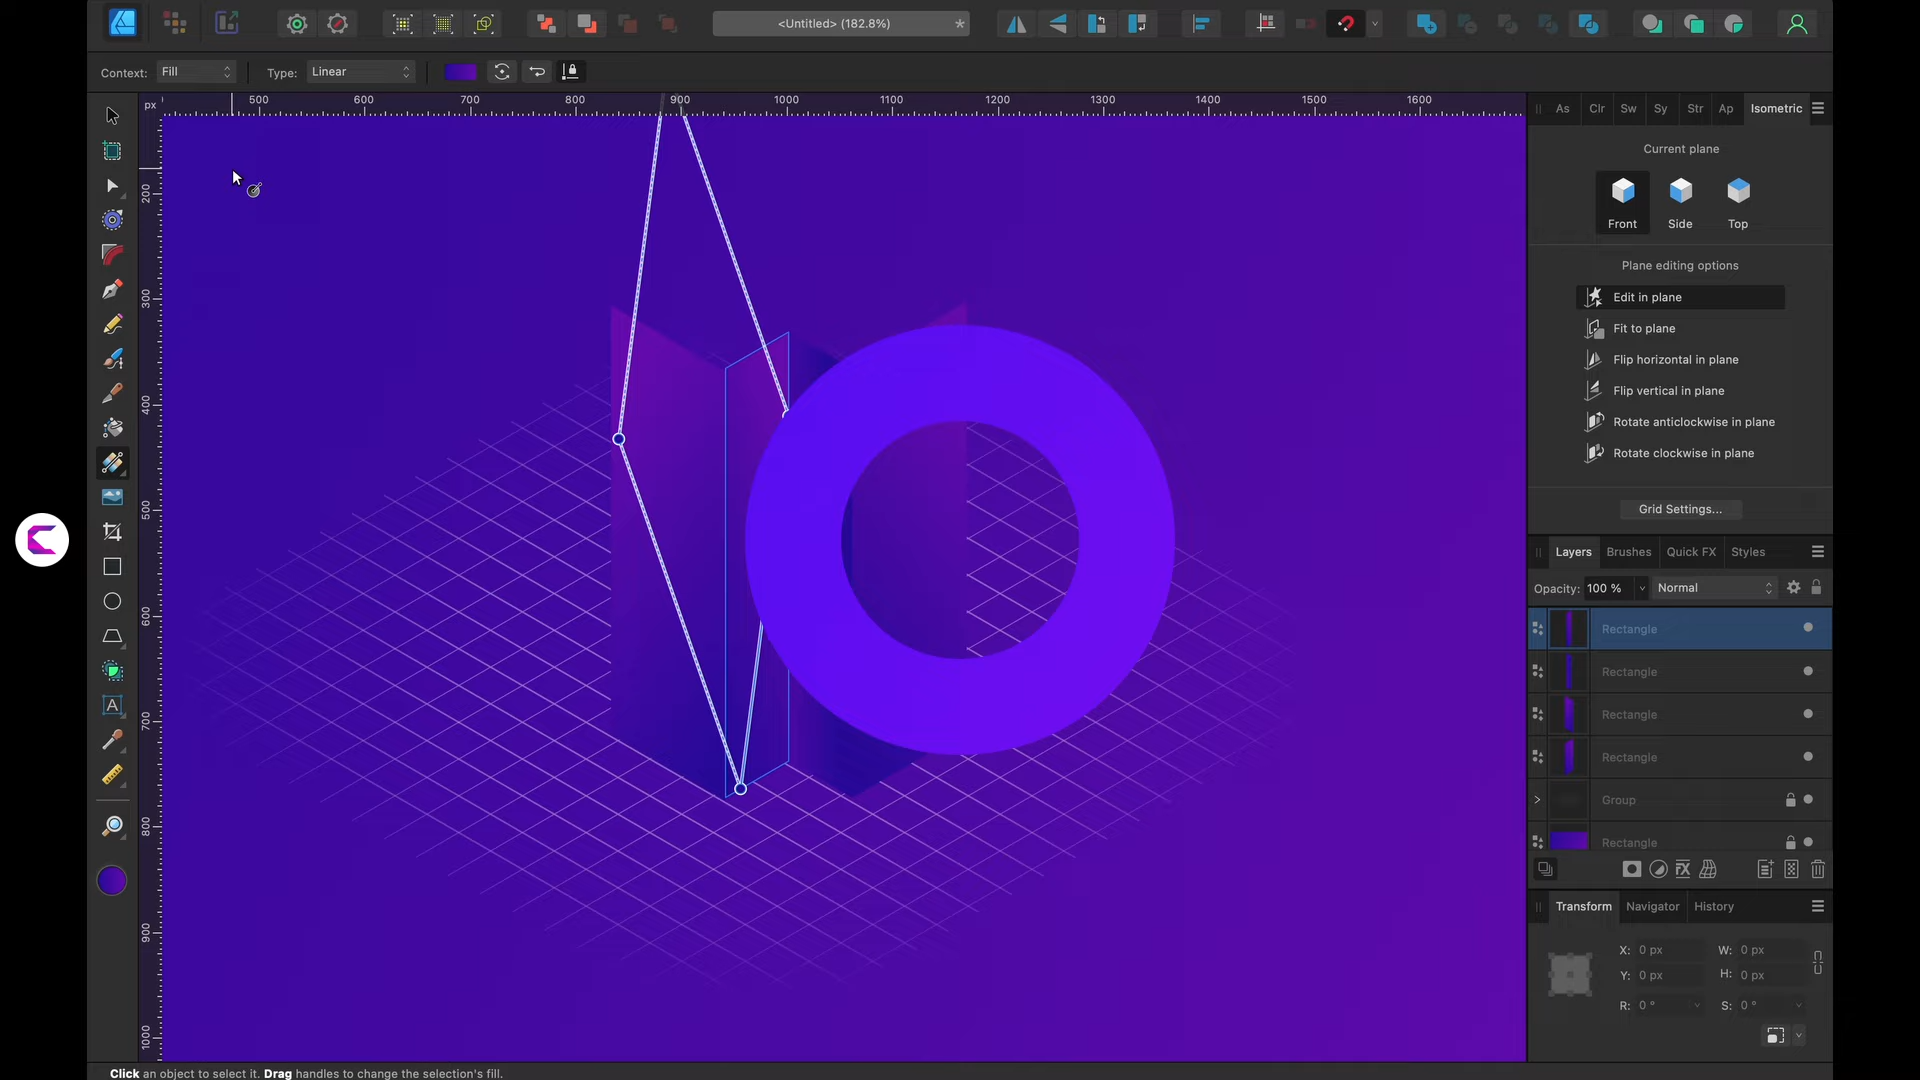 <Untitled> (182.8%)
*
Context: Fill
Type: Linear
px
500 600 700 800 900 1000 1100 1200 1300 1400 1500 1600
200
300
400
500
600
700
800
900
1000
As Clr Sw Sy Str Ap Isometric
Current plane
Front Side Top
Plane editing options
Edit in plane
Fit to plane
Flip horizontal in plane
Flip vertical in plane
Rotate anticlockwise in plane
Rotate clockwise in plane
Grid Settings...
Layers Brushes Quick FX Styles
Opacity: 100 % Normal
Rectangle
Rectangle
Rectangle
Rectangle
Group
Rectangle
Transform Navigator History
X: 0 px W: 0 px
Y: 0 px H: 0 px
R: 0 ° S: 0 °
Click an object to select it. Drag handles to change the selection's fill.